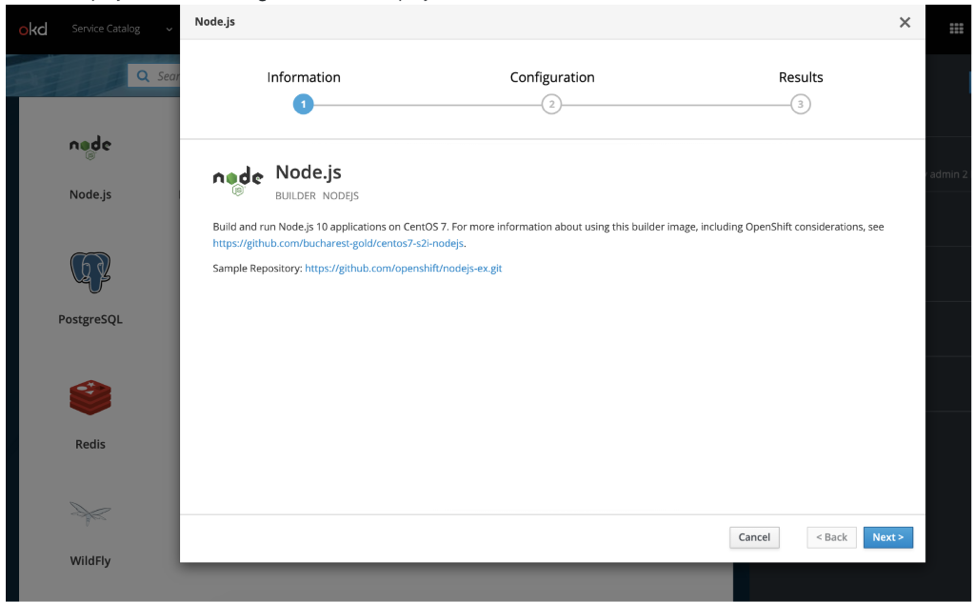 okd
Service Catalog
Node.js
Information
Configuration
Results
1
2
3
node
JS
Node.js
PostgreSQL
Redis
WildFly
node
JS
Node.js
BUILDER NODEJS
Build and run Node.js 10 applications on CentOS 7. For more information about using this builder image, including OpenShift considerations, see
https://github.com/bucharest-gold/centos7-s2i-nodejs.
Sample Repository: https://github.com/openshift/nodejs-ex.git
admin 2
Cancel
< Back
Next >